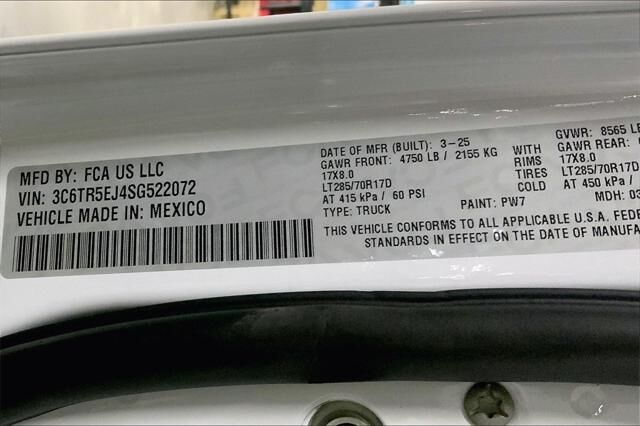 MFD BY: FCA US LLC
VIN: 3C6TR5EJ4SG522072
VEHICLE MADE IN: MEXICO
DATE OF MFR (BUILT): 3-25
GAWR FRONT: 4750 LB / 2155 KG WITH
17X8.0 RIMS
LT285/70R17D TIRES
AT 415 kPa / 60 PSI
TYPE: TRUCK PAINT: PW7
GVWR: 8565 LB
GAWR REAR:
17X8.0
LT285/70R17D
AT 450 kPa /
MDH: 03
THIS VEHICLE CONFORMS TO ALL APPLICABLE U.S.A. FEDE
STANDARDS IN EFFECT ON THE DATE OF MANUFA